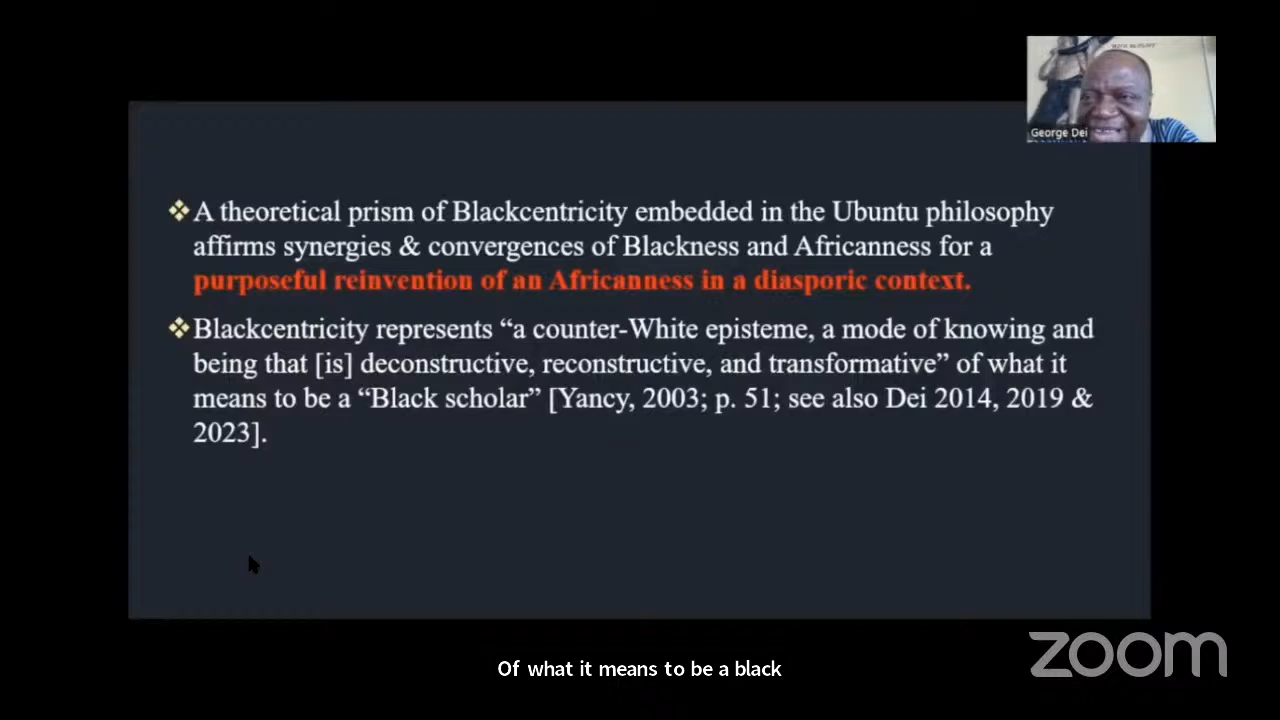 George Dei
❖A theoretical prism of Blackcentricity embedded in the Ubuntu philosophy
affirms synergies & convergences of Blackness and Africanness for a
purposeful reinvention of an Africanness in a diasporic context.
❖Blackcentricity represents “a counter-White episteme, a mode of knowing and
being that [is] deconstructive, reconstructive, and transformative” of what it
means to be a “Black scholar” [Yancy, 2003; p. 51; see also Dei 2014, 2019 &
2023].
Of what it means to be a black
zoom